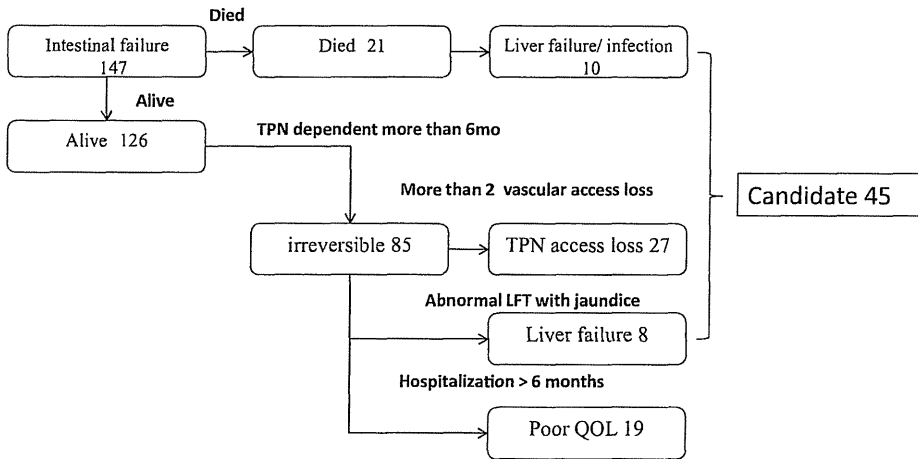 Died
Intestinal failure
147
Died 21
Liver failure/ infection
10
Alive
Alive 126
TPN dependent more than 6mo
More than 2 vascular access loss
Candidate 45
irreversible 85
TPN access loss 27
Abnormal LFT with jaundice
Liver failure 8
Hospitalization > 6 months
Poor QOL 19